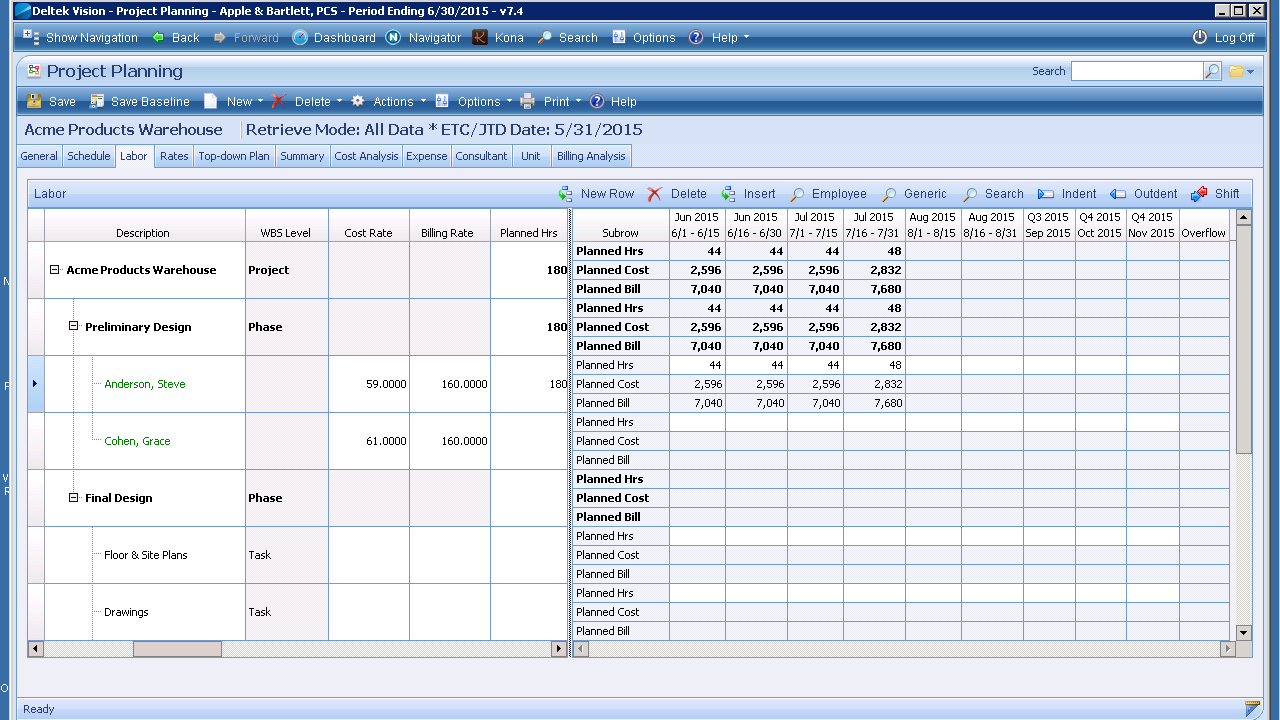 Deltek Vision - Project Planning - Apple & Bartlett, PCS - Period Ending 6/30/2015 - v7.4
Show Navigation Back Forward Dashboard Navigator Kona Search Options Help Log Off
Project Planning Search
Save Save Baseline New Delete Actions Options Print Help
Acme Products Warehouse Retrieve Mode: All Data * ETC/JTD Date: 5/31/2015
General Schedule Labor Rates Top-down Plan Summary Cost Analysis Expense Consultant Unit Billing Analysis
Labor New Row Delete Insert Employee Generic Search Indent Outdent Shift
Jun 2015 Jun 2015 Jul 2015 Jul 2015 Aug 2015 Aug 2015 Q3 2015 Q4 2015 Q4 2015
Description WBS Level Cost Rate Billing Rate Planned Hrs Subrow 6/1 - 6/15 6/16 - 6/30 7/1 - 7/15 7/16 - 7/31 8/1 - 8/15 8/16 - 8/31 Sep 2015 Oct 2015 Nov 2015 Overflow
Planned Hrs 44 44 44 48
Acme Products Warehouse Project 180 Planned Cost 2,596 2,596 2,596 2,832
Planned Bill 7,040 7,040 7,040 7,680
Planned Hrs 44 44 44 48
Preliminary Design Phase 180 Planned Cost 2,596 2,596 2,596 2,832
Planned Bill 7,040 7,040 7,040 7,680
Planned Hrs 44 44 44 48
Anderson, Steve 59.0000 160.0000 180 Planned Cost 2,596 2,596 2,596 2,832
Planned Bill 7,040 7,040 7,040 7,680
Planned Hrs
Cohen, Grace 61.0000 160.0000 Planned Cost
Planned Bill
Planned Hrs
Final Design Phase Planned Cost
Planned Bill
Planned Hrs
Floor & Site Plans Task Planned Cost
Planned Bill
Planned Hrs
Drawings Task Planned Cost
Planned Bill
Ready